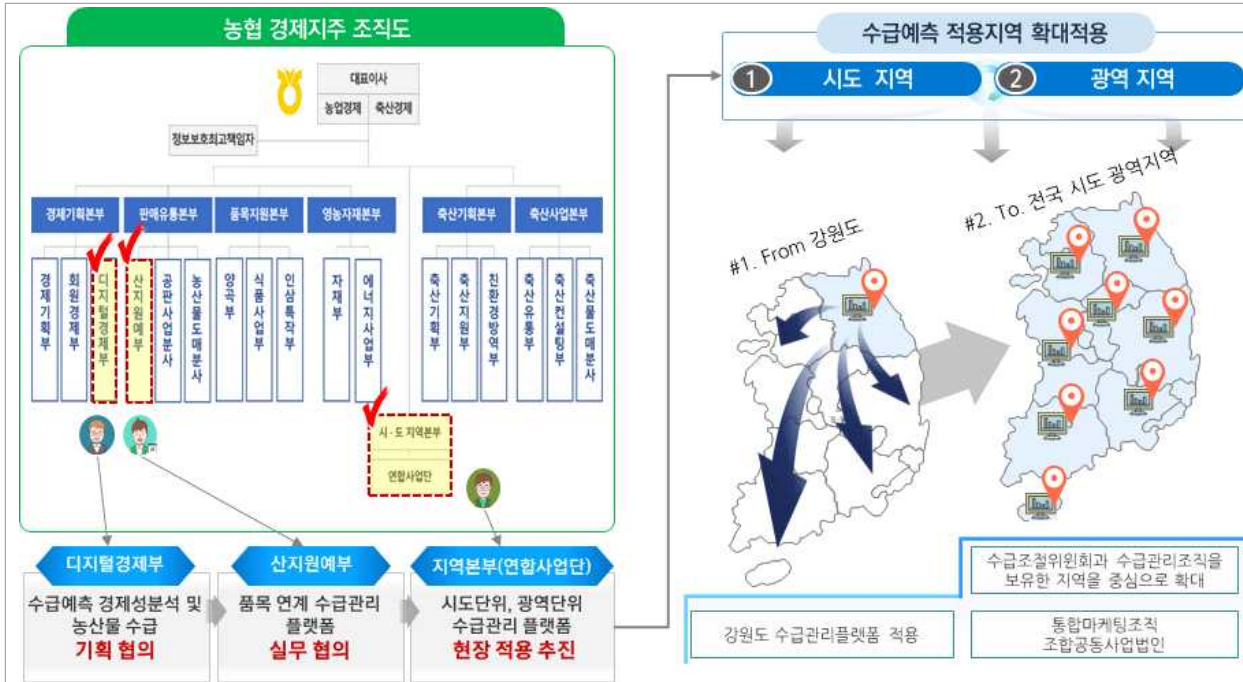 농협 경제지주 조직도
대표이사
농업경제 축산경제
정보보호최고책임자
경제기획본부 판매유통본부 품목지원본부 영농자재본부 축산기획본부 축산사업본부
경제기획부
회원경제부
디지털경제부
산지원예부
공판사업분사
농산물도매분사
양곡부
식품사업부
인삼특작부
자재부
에너지사업부
축산기획부
축산지원부
친환경방역부
축산유통부
축산컨설팅부
축산물도매분사
시·도 지역본부
연합사업단
디지털경제부
수급예측 경제성분석 및
농산물 수급
기획 협의
산지원예부
품목 연계 수급관리
플랫폼
실무 협의
지역본부(연합사업단)
시도단위, 광역단위
수급관리 플랫폼
현장 적용 추진
수급예측 적용지역 확대적용
1 시도 지역
2 광역 지역
#1. From 강원도
#2. To. 전국 시도 광역지역
강원도 수급관리플랫폼 적용
수급조절위윈회과 수급관리조직을
보유한 지역을 중심으로 확대
통합마케팅조직
조합공동사업법인